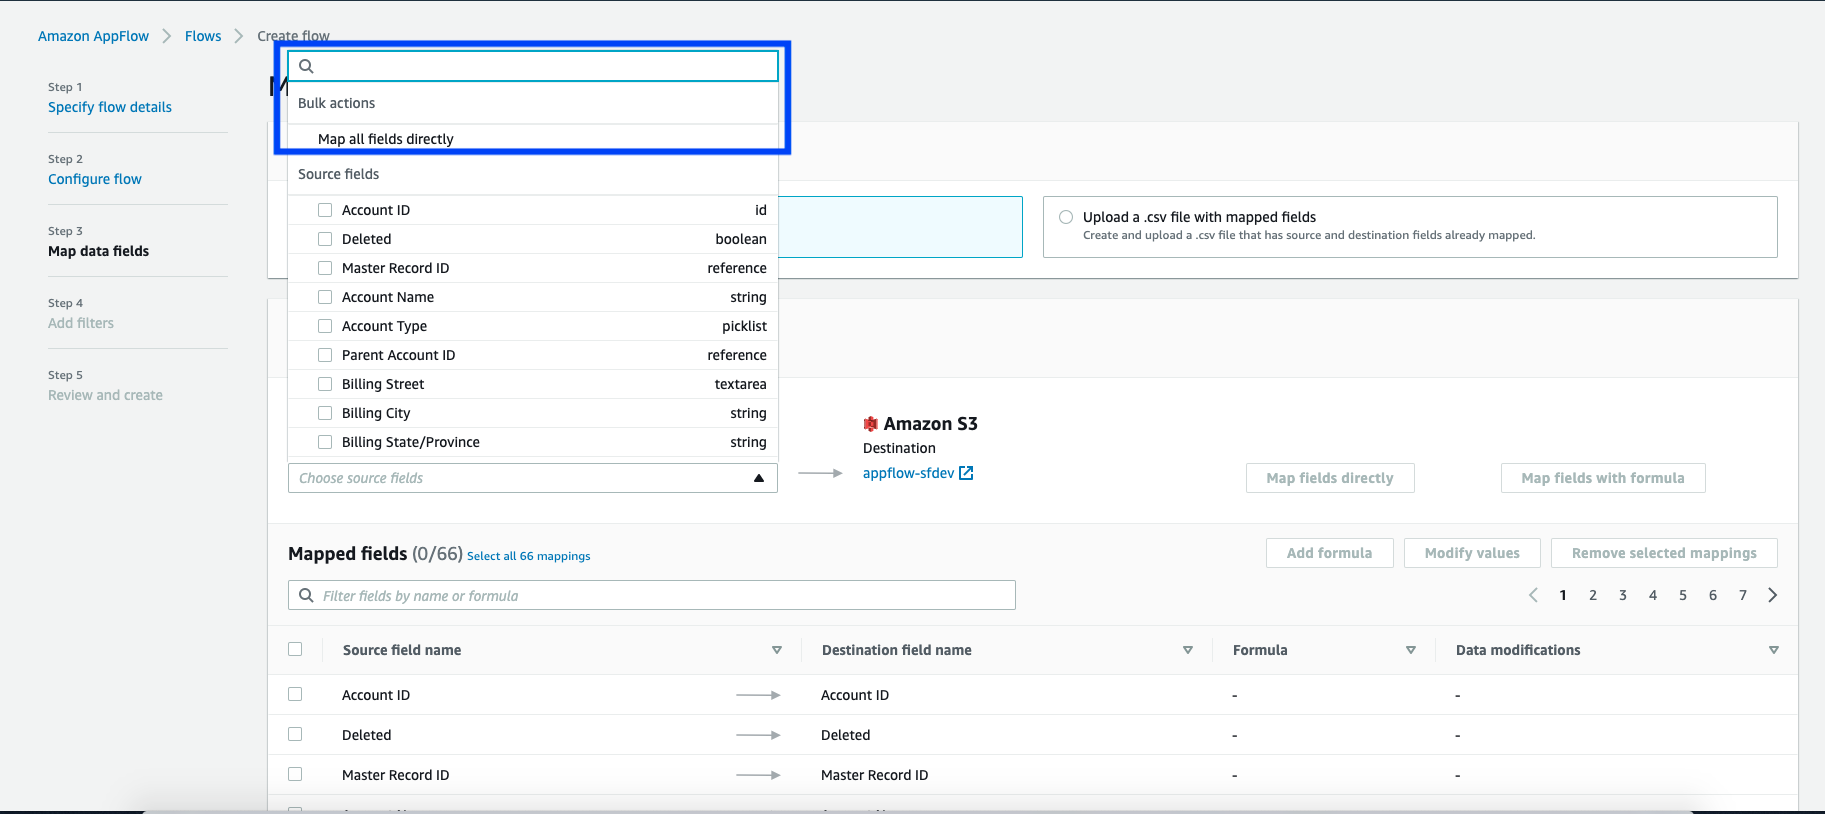 Amazon AppFlow > Flows > Create flow
Step 1
Specify flow details
Step 2
Configure flow
Step 3
Map data fields
Step 4
Add filters
Step 5
Review and create
Bulk actions
Map all fields directly
Source fields
Account ID id
Deleted boolean
Master Record ID reference
Account Name string
Account Type picklist
Parent Account ID reference
Billing Street textarea
Billing City string
Billing State/Province string
Choose source fields
Upload a .csv file with mapped fields
Create and upload a .csv file that has source and destination fields already mapped.
Amazon S3
Destination
appflow-sfdev
Map fields directly
Map fields with formula
Mapped fields (0/66) Select all 66 mappings
Add formula
Modify values
Remove selected mappings
Filter fields by name or formula
1 2 3 4 5 6 7
Source field name Destination field name Formula Data modifications
Account ID Account ID - -
Deleted Deleted - -
Master Record ID Master Record ID - -